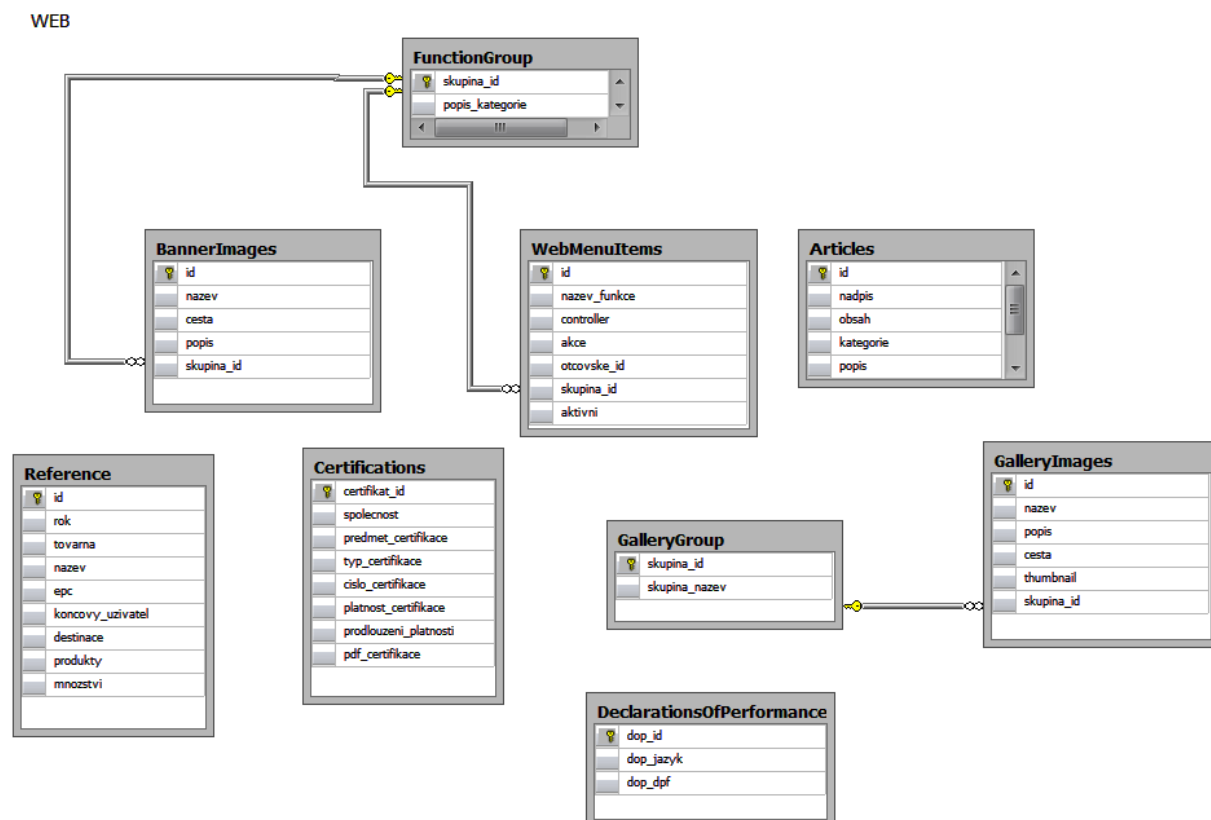 WEB
FunctionGroup
skupina_id
popis_kategorie
BannerImages
id
nazev
cesta
popis
skupina_id
WebMenuItems
id
nazev_funkce
controller
akce
otcovske_id
skupina_id
aktivni
Articles
id
nadpis
obsah
kategorie
popis
Reference
id
rok
tovarna
nazev
epc
koncovy_uzivatel
destinace
produkty
mnozstvi
Certifications
certifikat_id
spolecnost
predmet_certifikace
typ_certifikace
cislo_certifikace
platnost_certifikace
prodlouzeni_platnosti
pdf_certifikace
GalleryGroup
skupina_id
skupina_nazev
GalleryImages
id
nazev
popis
cesta
thumbnail
skupina_id
DeclarationsOfPerformance
dop_id
dop_jazyk
dop_dpf